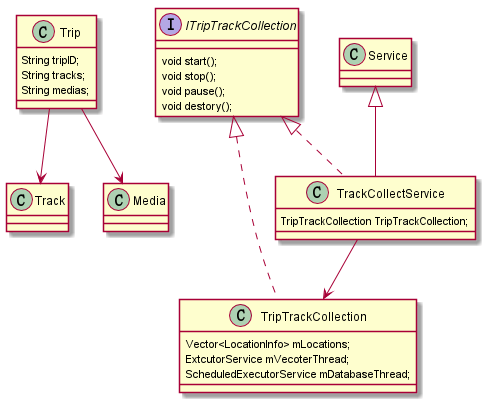 C Trip
String tripID;
String tracks;
String medias;
I ITripTrackCollection
void start();
void stop();
void pause();
void destory();
C Service
C Track
C Media
C TrackCollectService
TripTrackCollection TripTrackCollection;
C TripTrackCollection
Vector<LocationInfo> mLocations;
ExtcutorService mVecoterThread;
ScheduledExecutorService mDatabaseThread;